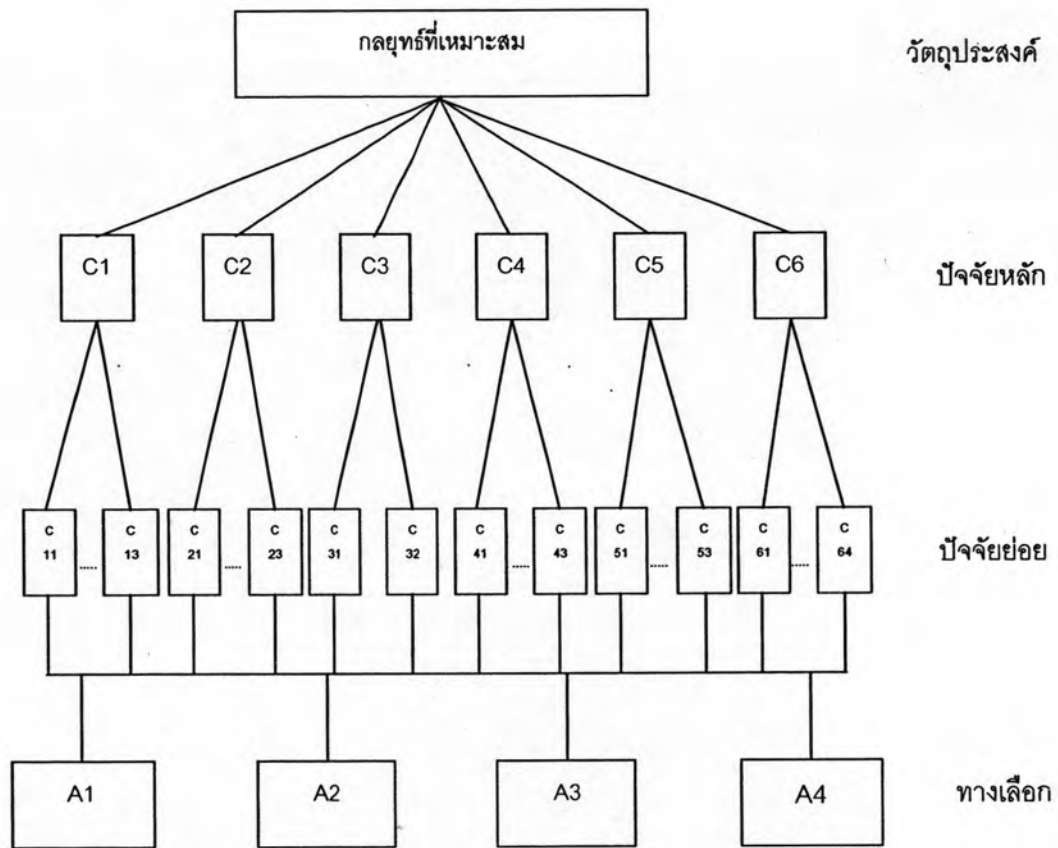 กลยุทธ์ที่เหมาะสม
วัตถุประสงค์
C1 C2 C3 C4 C5 C6
ปัจจัยหลัก
c c c c c c c c c c c c
11 ..... 13 21 ..... 23 31 32 41 ..... 43 51 ..... 53 61 ..... 64
ปัจจัยย่อย
A1 A2 A3 A4
ทางเลือก